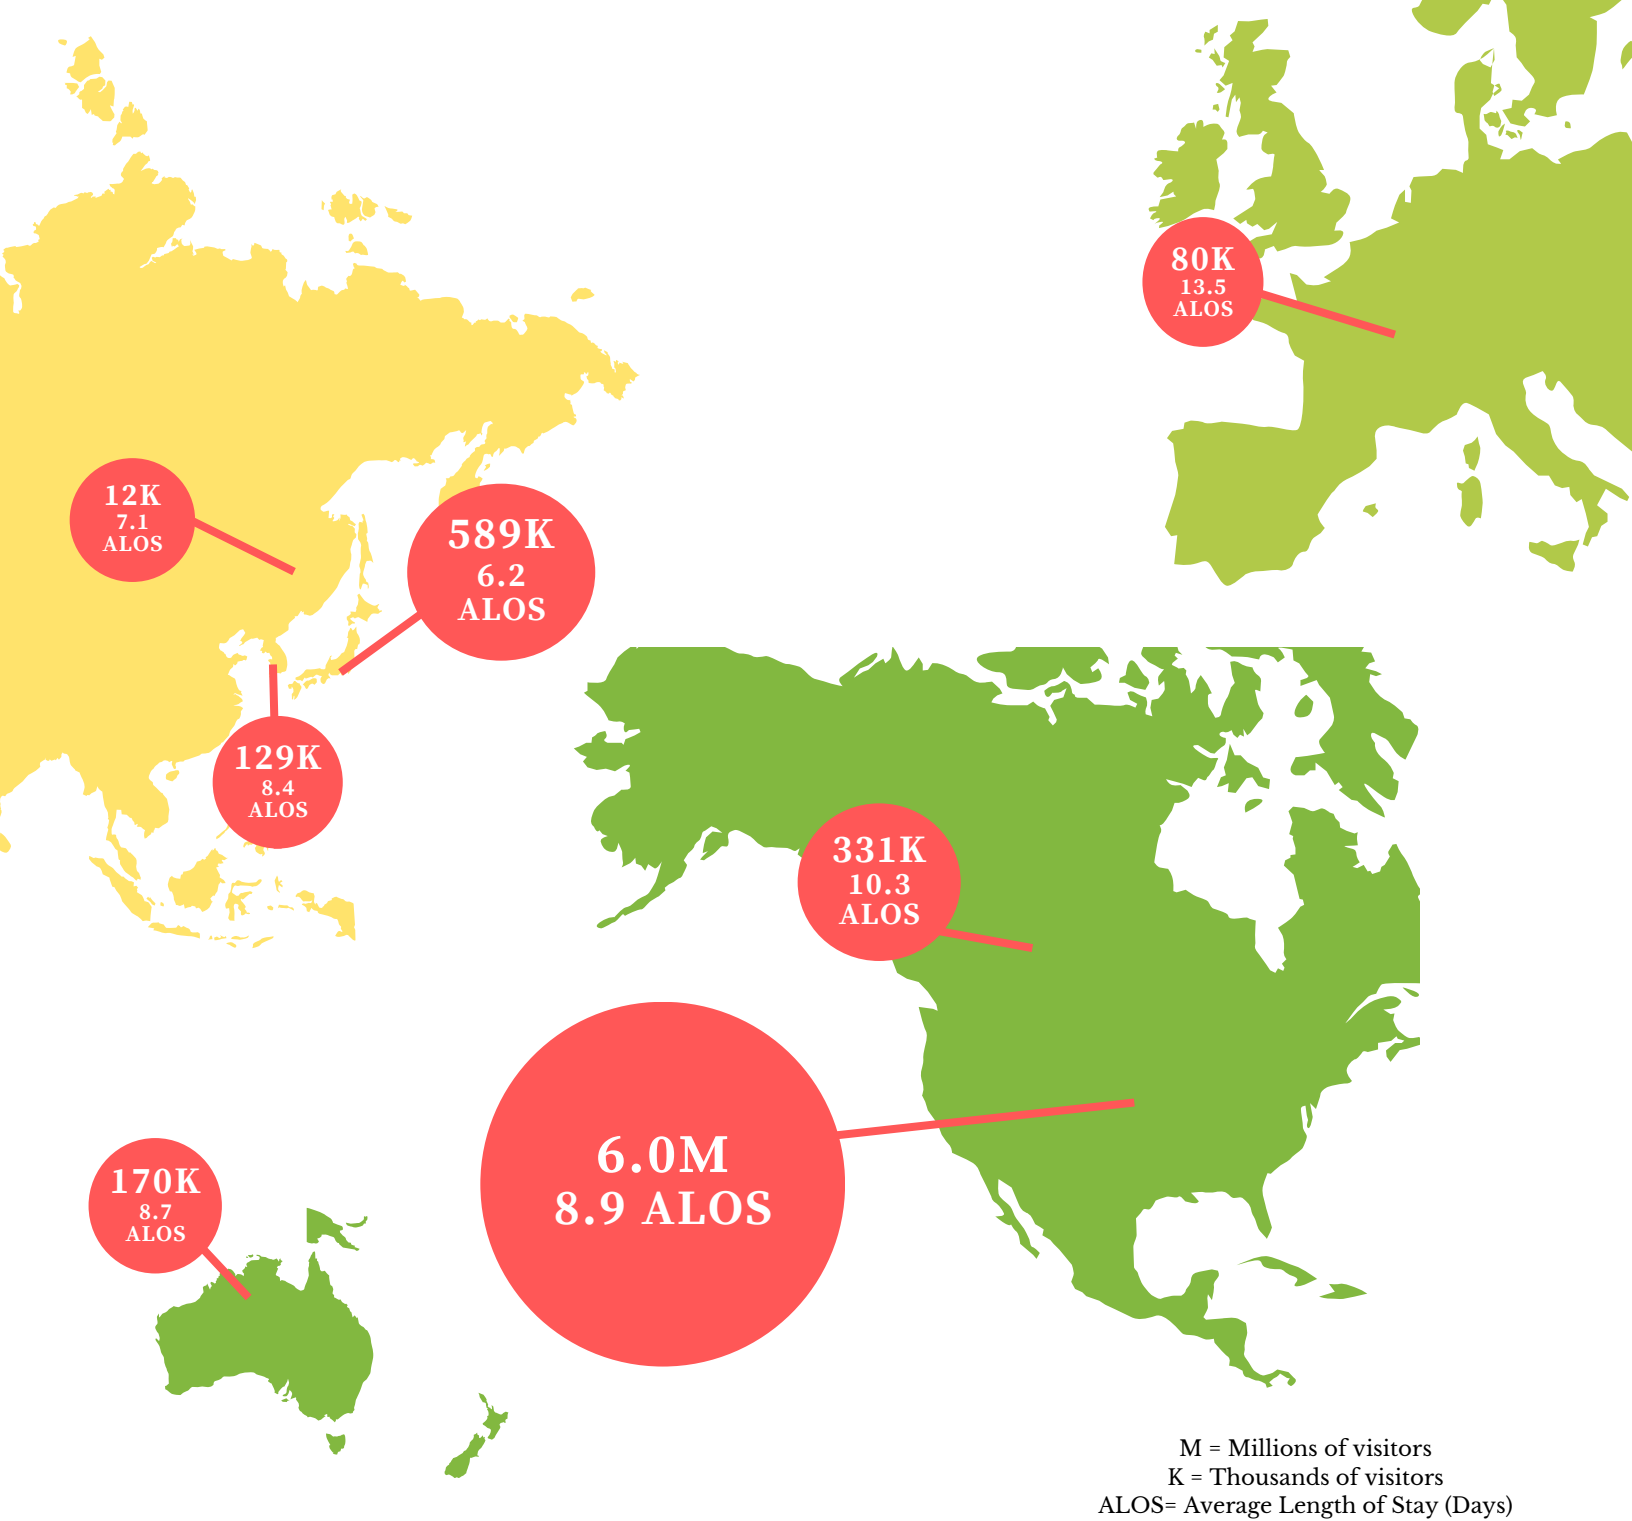 80K
13.5
ALOS
12K
7.1
ALOS
589K
6.2
ALOS
129K
8.4
ALOS
331K
10.3
ALOS
6.0M
8.9 ALOS
170K
8.7
ALOS
M = Millions of visitors
K = Thousands of visitors
ALOS= Average Length of Stay (Days)